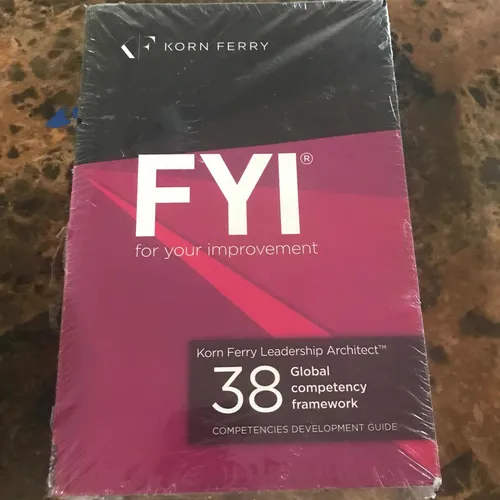 KORN FERRY
FYI®
for your improvement
Korn Ferry Leadership Architect™
38 Global
competency
framework
COMPETENCIES DEVELOPMENT GUIDE